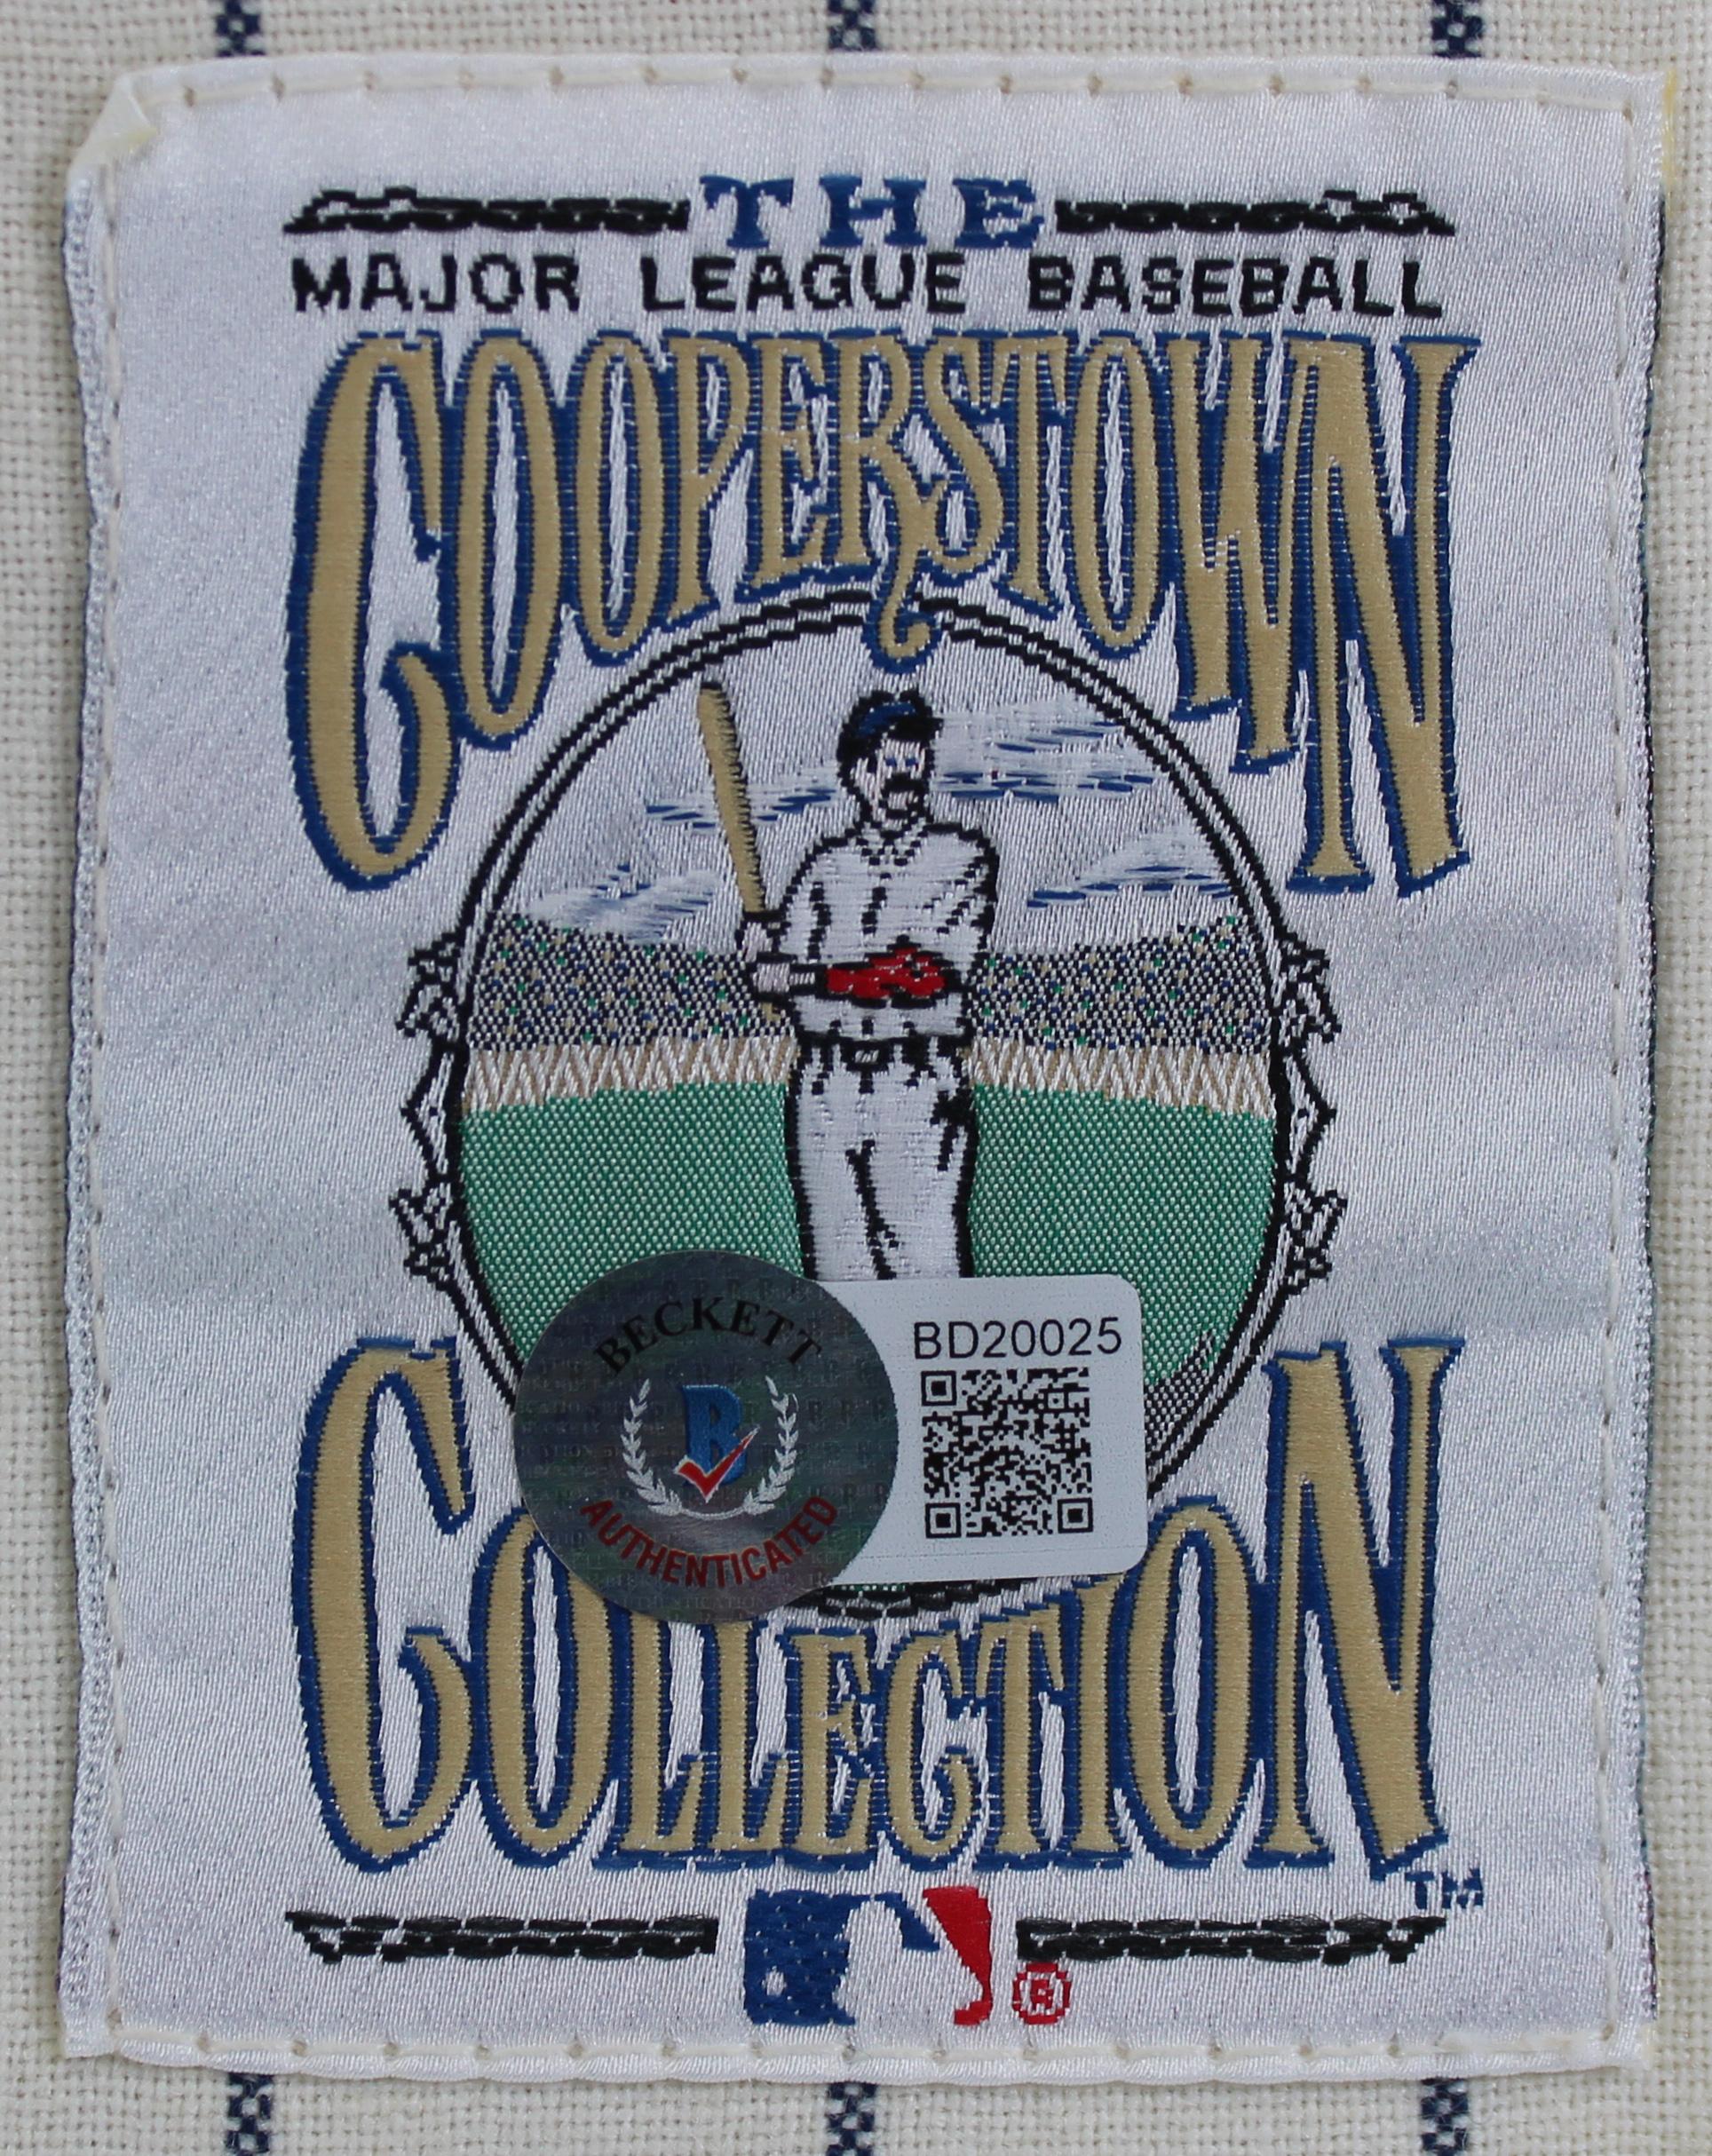 THE
MAJOR LEAGUE BASEBALL
COOPERSTOWN
BECKETT
B
AUTHENTICATED
BD20025
COLLECTION
TM
®